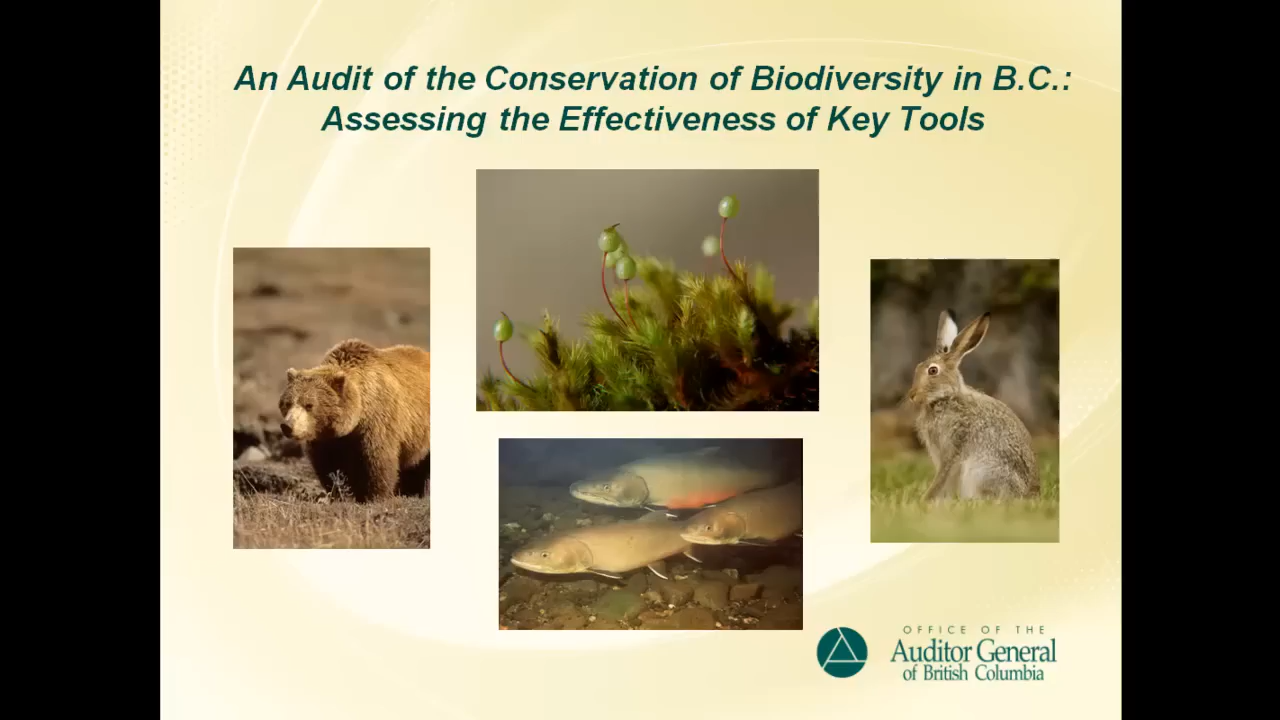 An Audit of the Conservation of Biodiversity in B.C.:
Assessing the Effectiveness of Key Tools
OFFICE OF THE
Auditor General
of British Columbia